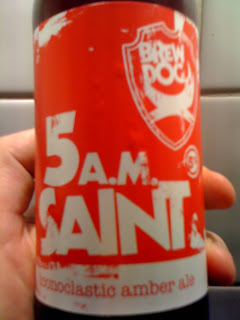 BREW
DOG
5 A.M.
SAINT
iconoclastic amber ale